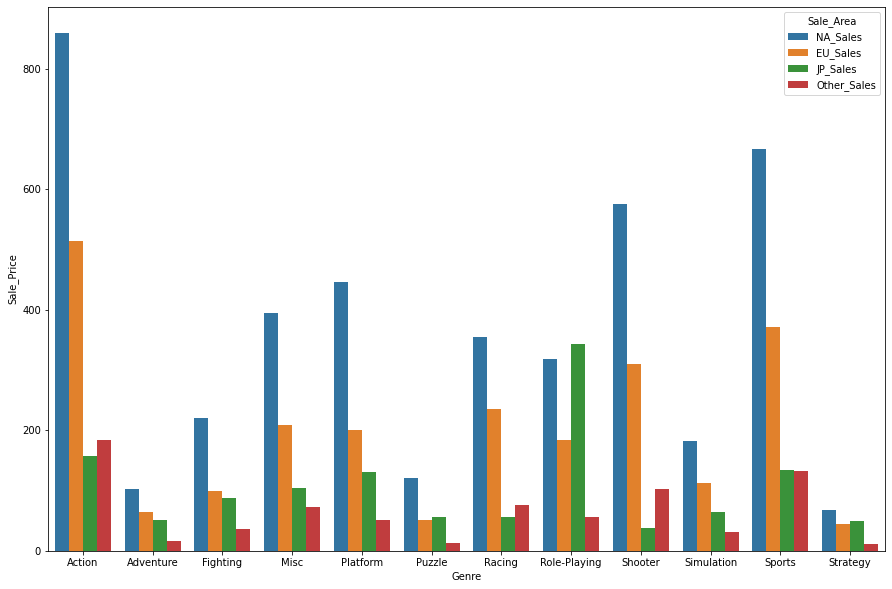 Sale_Area
NA_Sales
EU_Sales
JP_Sales
Other_Sales
Sale_Price
800
600
400
200
0
Action Adventure Fighting Misc Platform Puzzle Racing Role-Playing Shooter Simulation Sports Strategy
Genre